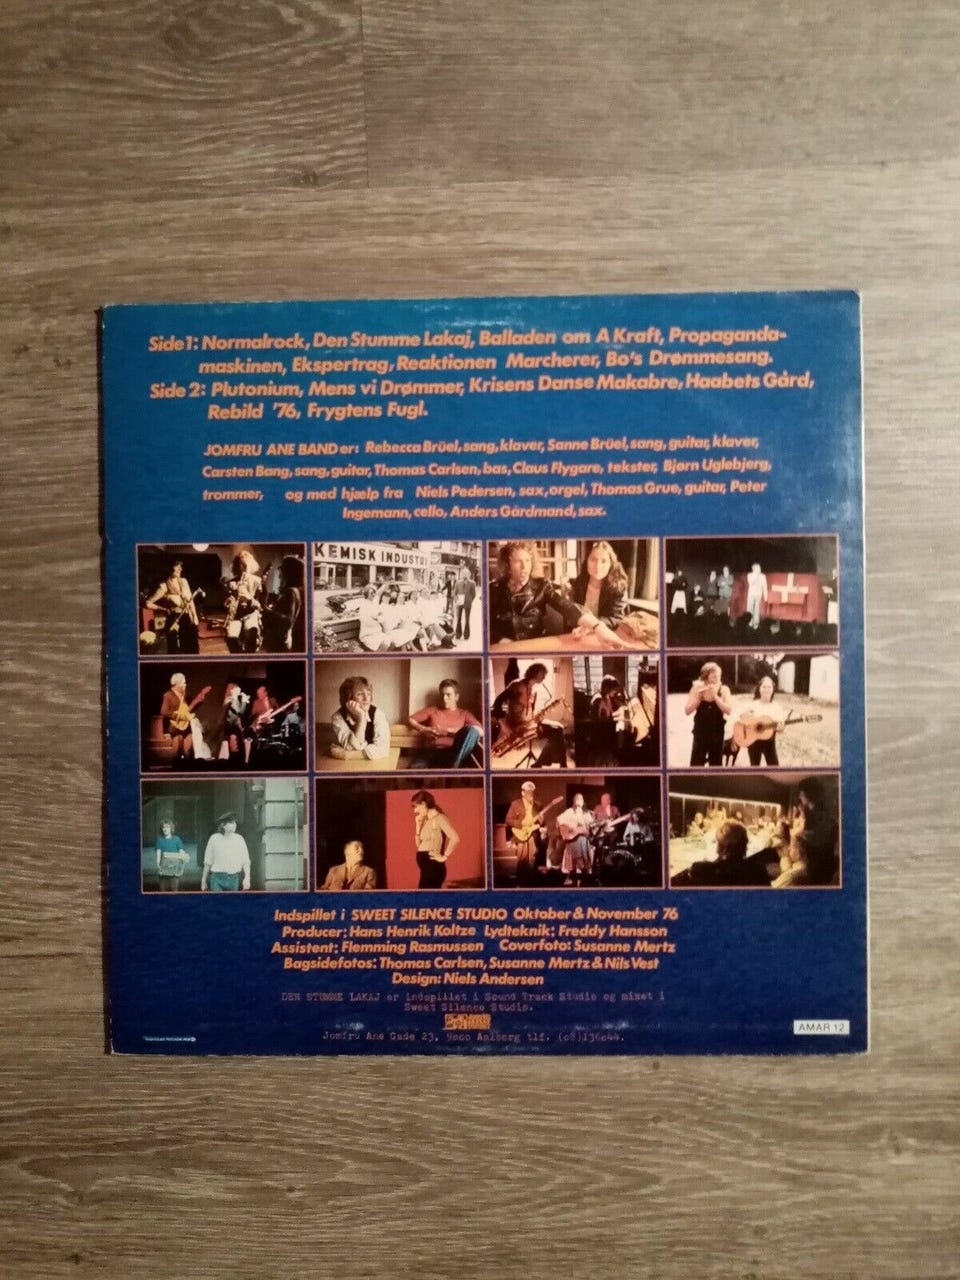 Side 1: Normalrock, Den Stumme Lakaj, Balladen om A Kraft, Propaganda-
maskinen, Ekspertrag, Reaktionen Marcherer, Bo's Drømmesang.
Side 2: Plutonium, Mens vi Drømmer, Krisens Danse Makabre, Haabets Gård,
Rebild '76, Frygtens Fugl.
JOMFRU ANE BAND er: Rebecca Brüel, sang, klaver, Sanne Brüel, sang, guitar, klaver,
Carsten Bang, sang, guitar, Thomas Carlsen, bas, Claus Flygare, tekster, Bjørn Uglebjerg,
trommer, og med hjælp fra Niels Pedersen, sax, orgel, Thomas Grue, guitar, Peter
Ingemann, cello, Anders Gårdmand, sax.
KEMISK INDUSTRI
Indspillet i SWEET SILENCE STUDIO Oktober & November 76
Producer: Hans Henrik Koltze Lydteknik: Freddy Hansson
Assistent: Flemming Rasmussen Coverfoto: Susanne Mertz
Bagsidefotos: Thomas Carlsen, Susanne Mertz & Nils Vest
Design: Niels Andersen
DEN STUMME LAKAJ er indspillet i Sound Track Studio og mixet i
Sweet Silence Studio.
Jomfru Ane Gade 23, 9000 Aalborg tlf. (08)136044.
AMAR 12